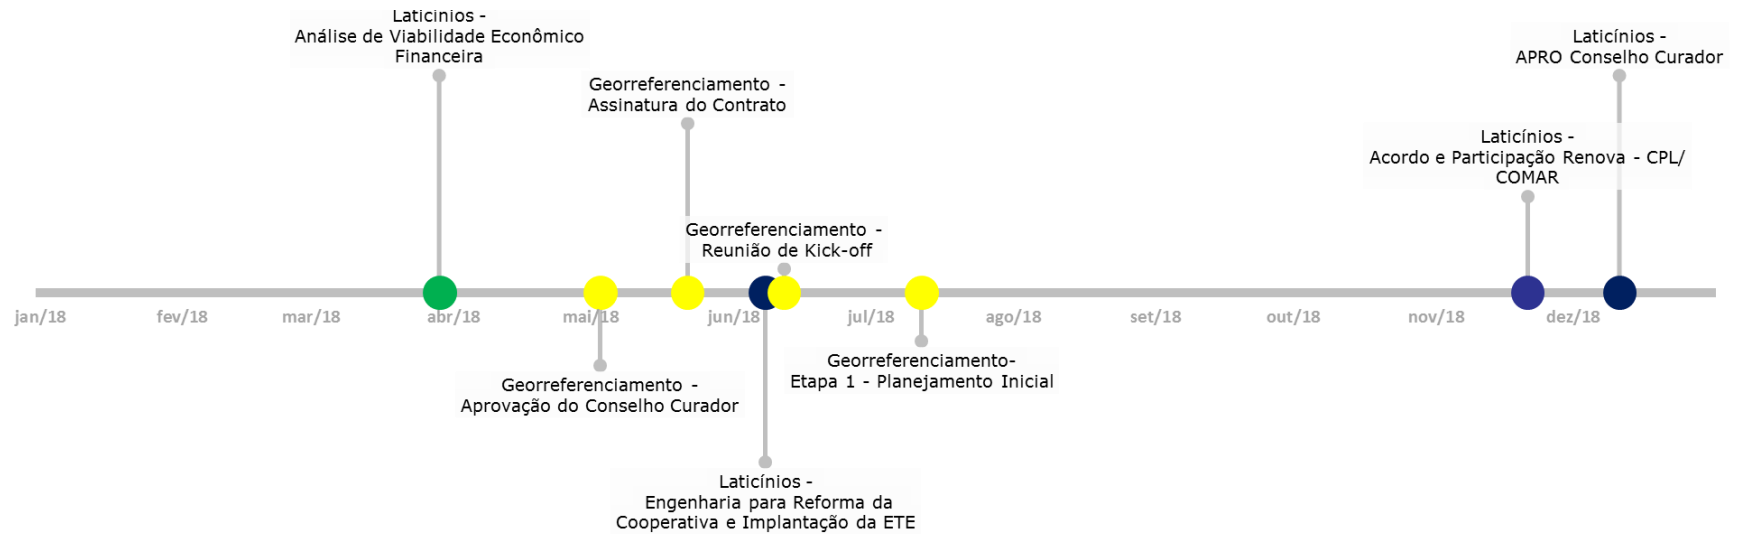 Laticínios -
Análise de Viabilidade Econômico
Financeira
Georreferenciamento -
Assinatura do Contrato
Georreferenciamento -
Reunião de Kick-off
Laticínios -
Acordo e Participação Renova - CPL/
COMAR
Laticínios -
APRO Conselho Curador
jan/18
fev/18
mar/18
abr/18
mai/18
jun/18
jul/18
ago/18
set/18
out/18
nov/18
dez/18
Georreferenciamento -
Aprovação do Conselho Curador
Georreferenciamento-
Etapa 1 - Planejamento Inicial
Laticínios -
Engenharia para Reforma da
Cooperativa e Implantação da ETE